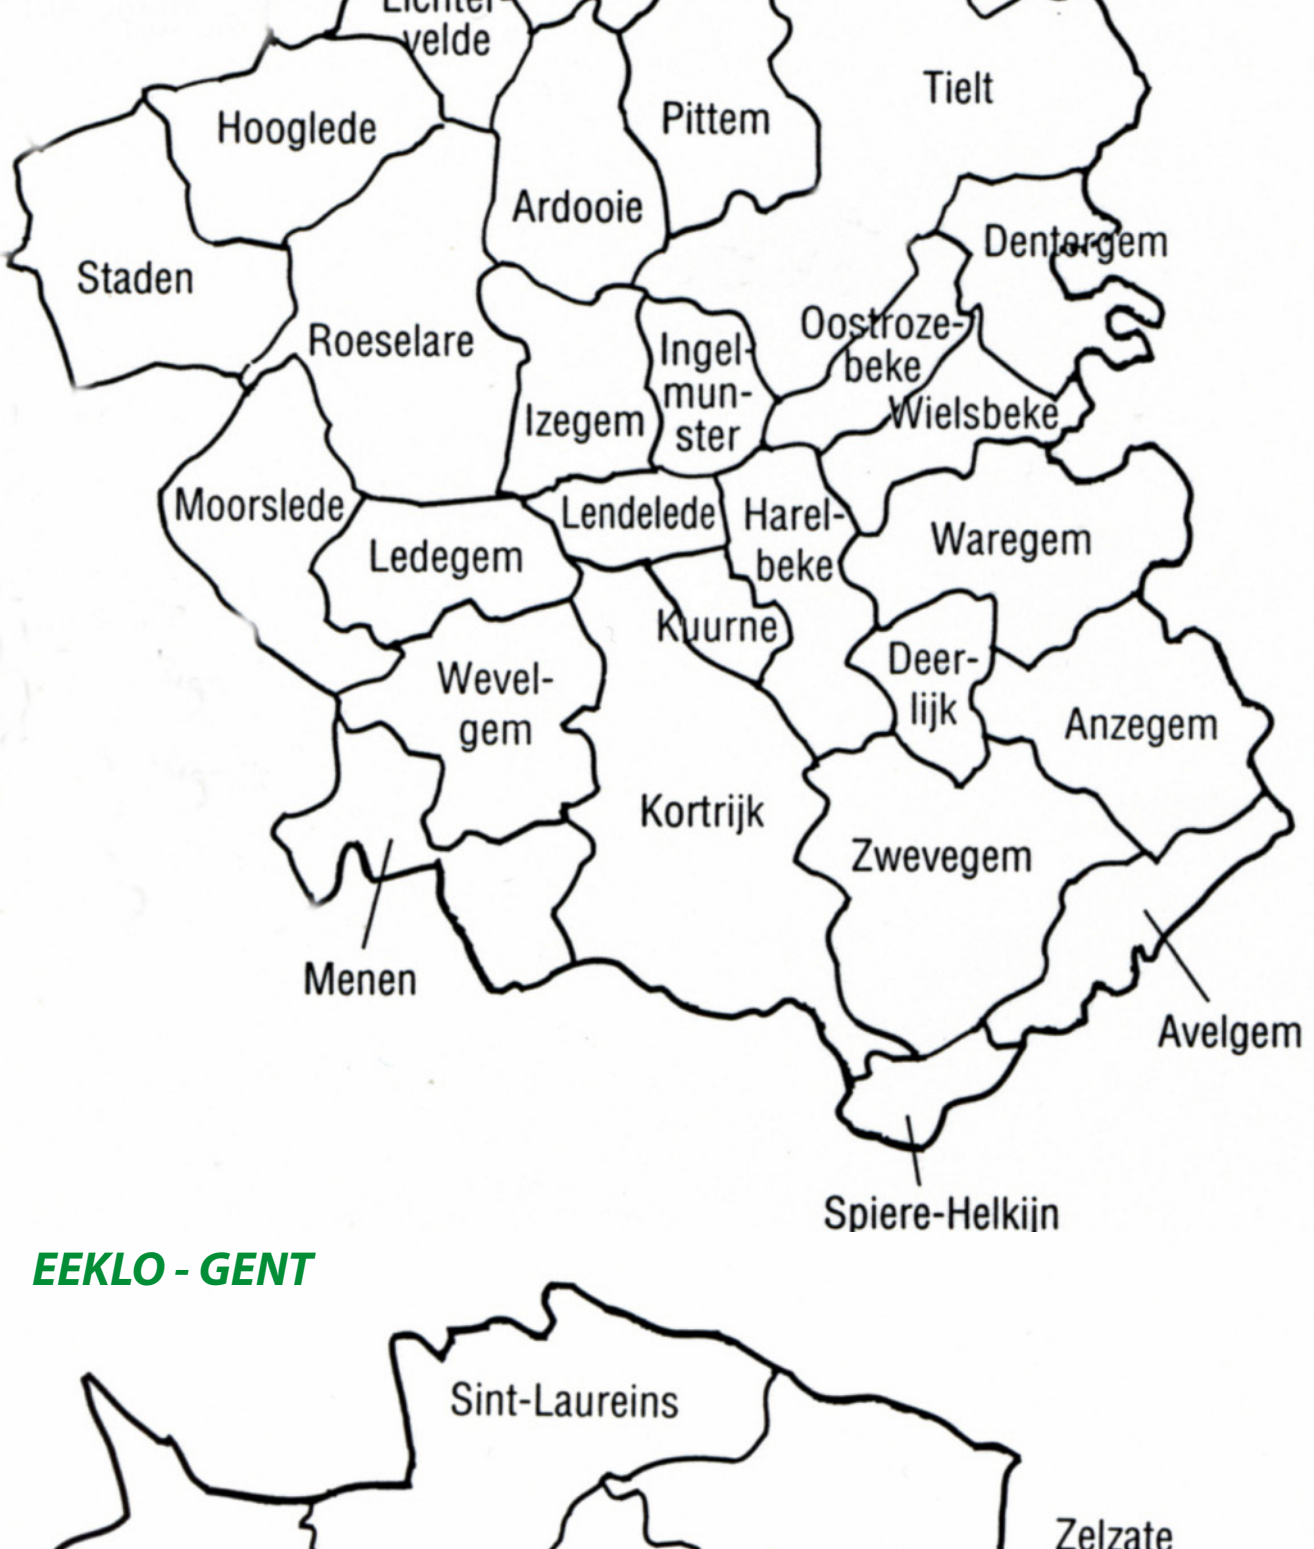 Lichter-
velde
Tielt
Pittem
Hooglede
Ardooie
Dentergem
Staden
Oostroze-
beke
Roeselare
Ingel-
mun-
ster
Izegem
Wielsbeke
Moorslede
Lendelede
Harel-
beke
Waregem
Ledegem
Kuurne
Deer-
lijk
Wevel-
gem
Anzegem
Kortrijk
Zwevegem
Menen
Avelgem
Spiere-Helkijn
EEKLO - GENT
Sint-Laureins
Zelzate